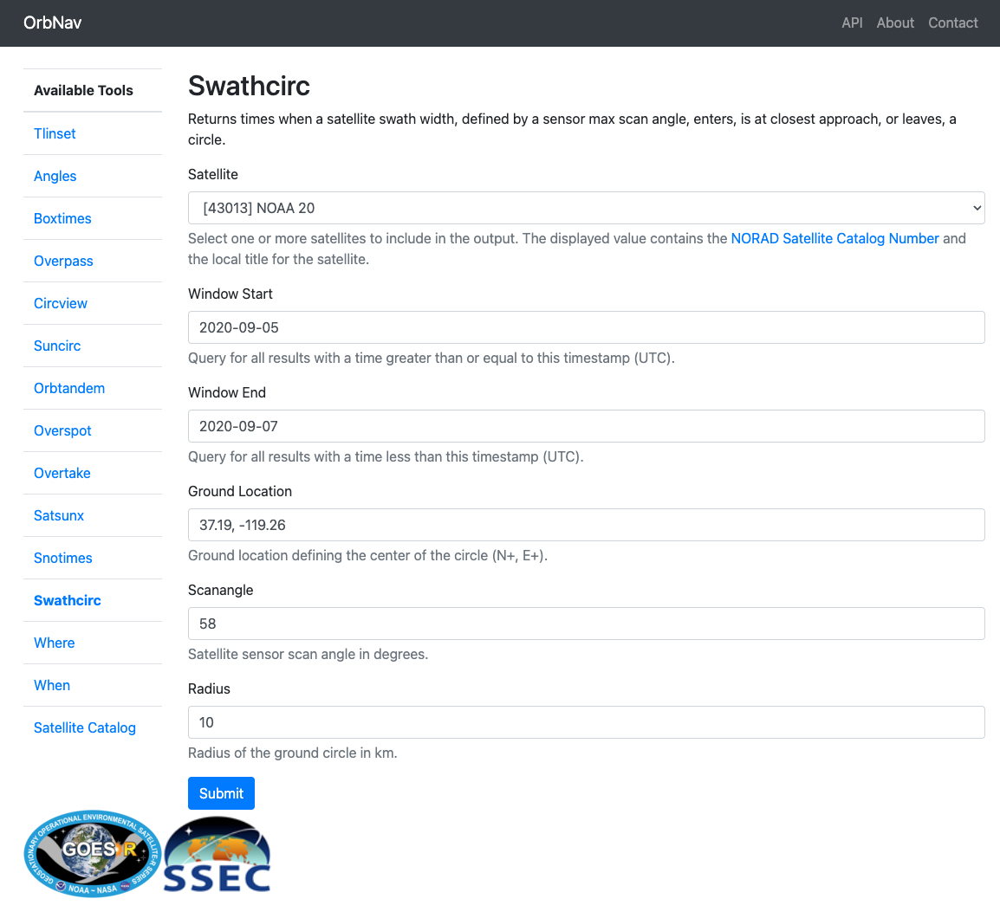 OrbNav
API About Contact
Available Tools
Tlinset
Angles
Boxtimes
Overpass
Circview
Suncirc
Orbtandem
Overspot
Overtake
Satsunx
Snotimes
Swathcirc
Where
When
Satellite Catalog
Swathcirc
Returns times when a satellite swath width, defined by a sensor max scan angle, enters, is at closest approach, or leaves, a
circle.
Satellite
[43013] NOAA 20
Select one or more satellites to include in the output. The displayed value contains the NORAD Satellite Catalog Number and
the local title for the satellite.
Window Start
2020-09-05
Query for all results with a time greater than or equal to this timestamp (UTC).
Window End
2020-09-07
Query for all results with a time less than this timestamp (UTC).
Ground Location
37.19, -119.26
Ground location defining the center of the circle (N+, E+).
Scanangle
58
Satellite sensor scan angle in degrees.
Radius
10
Radius of the ground circle in km.
Submit
GEOSTATIONARY OPERATIONAL ENVIRONMENTAL SATELLITE-R SERIES
GOES R
NOAA ~ NASA
SSEC